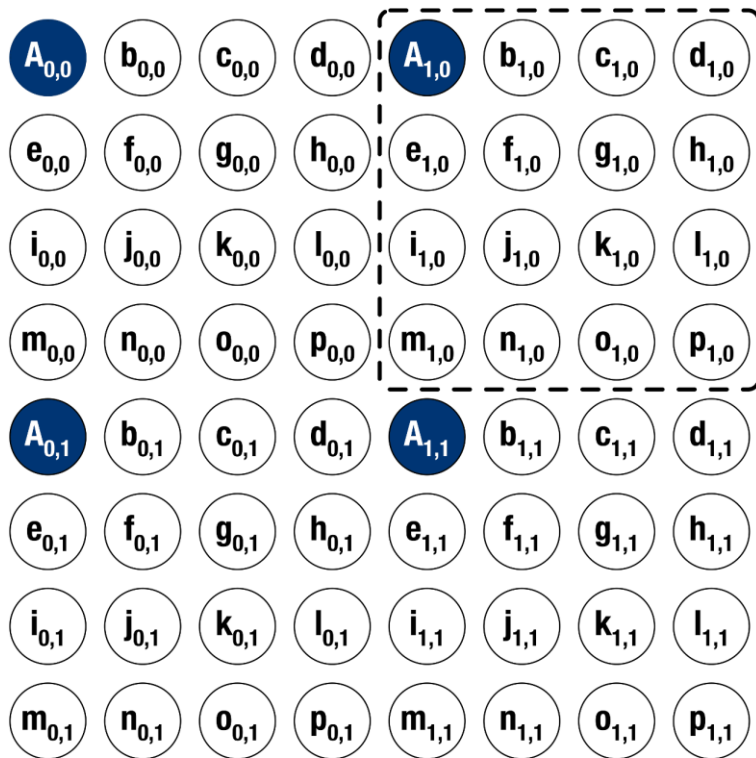 A0,0 b0,0 c0,0 d0,0 A1,0 b1,0 c1,0 d1,0
e0,0 f0,0 g0,0 h0,0 e1,0 f1,0 g1,0 h1,0
i0,0 j0,0 k0,0 l0,0 i1,0 j1,0 k1,0 l1,0
m0,0 n0,0 o0,0 p0,0 m1,0 n1,0 o1,0 p1,0
A0,1 b0,1 c0,1 d0,1 A1,1 b1,1 c1,1 d1,1
e0,1 f0,1 g0,1 h0,1 e1,1 f1,1 g1,1 h1,1
i0,1 j0,1 k0,1 l0,1 i1,1 j1,1 k1,1 l1,1
m0,1 n0,1 o0,1 p0,1 m1,1 n1,1 o1,1 p1,1